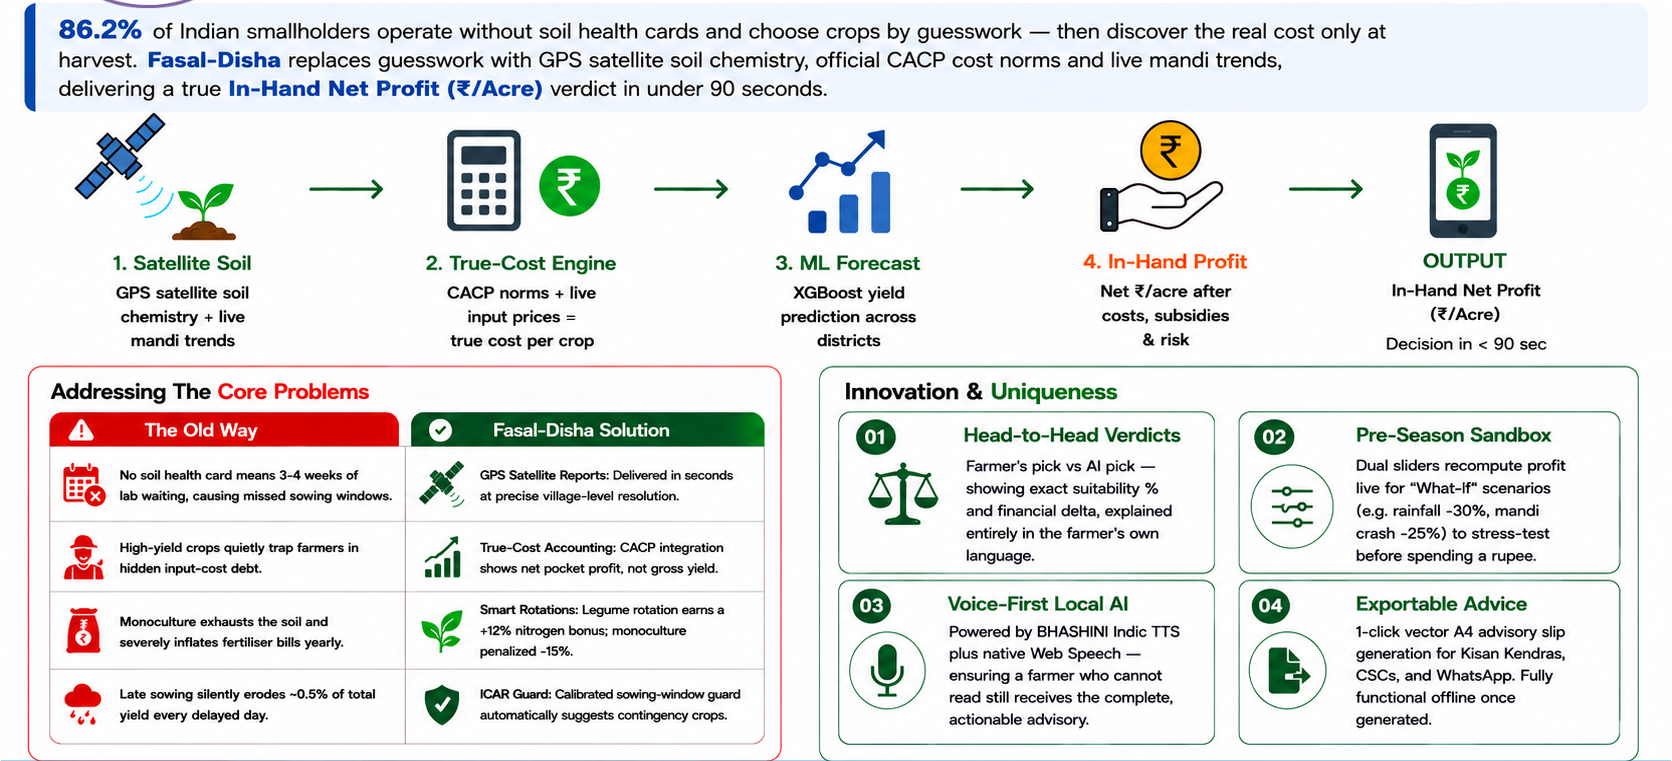 86.2% of Indian smallholders operate without soil health cards and choose crops by guesswork — then discover the real cost only at
harvest. Fasal-Disha replaces guesswork with GPS satellite soil chemistry, official CACP cost norms and live mandi trends,
delivering a true In-Hand Net Profit (₹/Acre) verdict in under 90 seconds.
₹
₹
₹
1. Satellite Soil
GPS satellite soil
chemistry + live
mandi trends
2. True-Cost Engine
CACP norms + live
input prices =
true cost per crop
3. ML Forecast
XGBoost yield
prediction across
districts
4. In-Hand Profit
Net ₹/acre after
costs, subsidies
& risk
OUTPUT
In-Hand Net Profit
(₹/Acre)
Decision in < 90 sec
Addressing The Core Problems
The Old Way
Fasal-Disha Solution
No soil health card means 3-4 weeks of
lab waiting, causing missed sowing windows.
GPS Satellite Reports: Delivered in seconds
at precise village-level resolution.
High-yield crops quietly trap farmers in
hidden input-cost debt.
True-Cost Accounting: CACP integration
shows net pocket profit, not gross yield.
Monoculture exhausts the soil and
severely inflates fertiliser bills yearly.
Smart Rotations: Legume rotation earns a
+12% nitrogen bonus; monoculture
penalized -15%.
Late sowing silently erodes ~0.5% of total
yield every delayed day.
ICAR Guard: Calibrated sowing-window guard
automatically suggests contingency crops.
Innovation & Uniqueness
01
Head-to-Head Verdicts
Farmer's pick vs AI pick —
showing exact suitability %
and financial delta, explained
entirely in the farmer's own
language.
02
Pre-Season Sandbox
Dual sliders recompute profit
live for "What-If" scenarios
(e.g. rainfall -30%, mandi
crash -25%) to stress-test
before spending a rupee.
03
Voice-First Local AI
Powered by BHASHINI Indic TTS
plus native Web Speech —
ensuring a farmer who cannot
read still receives the complete,
actionable advisory.
04
Exportable Advice
1-click vector A4 advisory slip
generation for Kisan Kendras,
CSCs, and WhatsApp. Fully
functional offline once
generated.